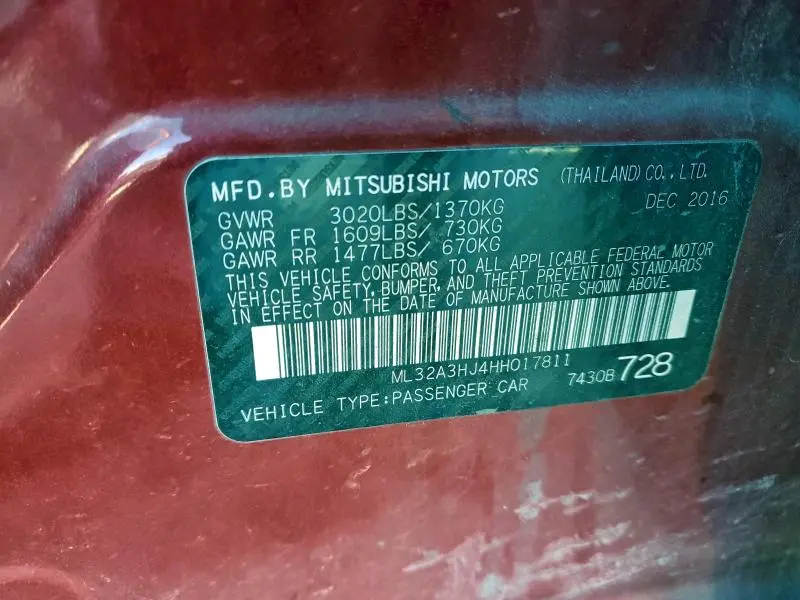 MFD.BY MITSUBISHI MOTORS (THAILAND) CO., LTD.
DEC 2016
GVWR 3020LBS/1370KG
GAWR FR 1609LBS/ 730KG
GAWR RR 1477LBS/ 670KG
THIS VEHICLE CONFORMS TO ALL APPLICABLE FEDERAL MOTOR
VEHICLE SAFETY, BUMPER, AND THEFT PREVENTION STANDARDS
IN EFFECT ON THE DATE OF MANUFACTURE SHOWN ABOVE.
ML32A3HJ4HH017811
VEHICLE TYPE:PASSENGER CAR 7430B 728